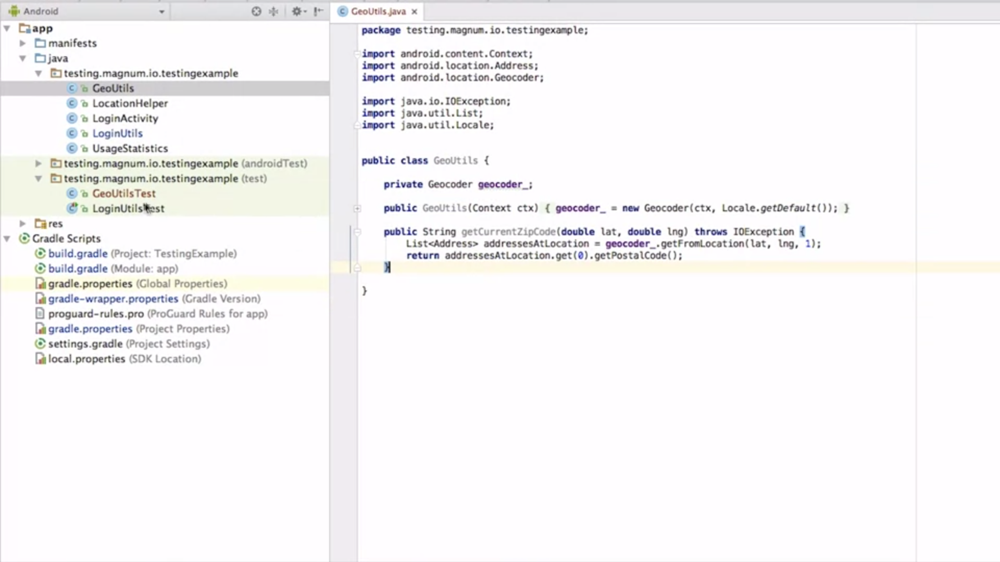 Android
app
manifests
java
testing.magnum.io.testingexample
GeoUtils
LocationHelper
LoginActivity
LoginUtils
UsageStatistics
testing.magnum.io.testingexample (androidTest)
testing.magnum.io.testingexample (test)
GeoUtilsTest
LoginUtilsTest
res
Gradle Scripts
build.gradle (Project: TestingExample)
build.gradle (Module: app)
gradle.properties (Global Properties)
gradle-wrapper.properties (Gradle Version)
proguard-rules.pro (ProGuard Rules for app)
gradle.properties (Project Properties)
settings.gradle (Project Settings)
local.properties (SDK Location)
GeoUtils.java
package testing.magnum.io.testingexample;
import android.content.Context;
import android.location.Address;
import android.location.Geocoder;
import java.io.IOException;
import java.util.List;
import java.util.Locale;
public class GeoUtils {
private Geocoder geocoder_;
public GeoUtils(Context ctx) { geocoder_ = new Geocoder(ctx, Locale.getDefault()); }
public String getCurrentZipCode(double lat, double lng) throws IOException {
List<Address> addressesAtLocation = geocoder_.getFromLocation(lat, lng, 1);
return addressesAtLocation.get(0).getPostalCode();
}
}